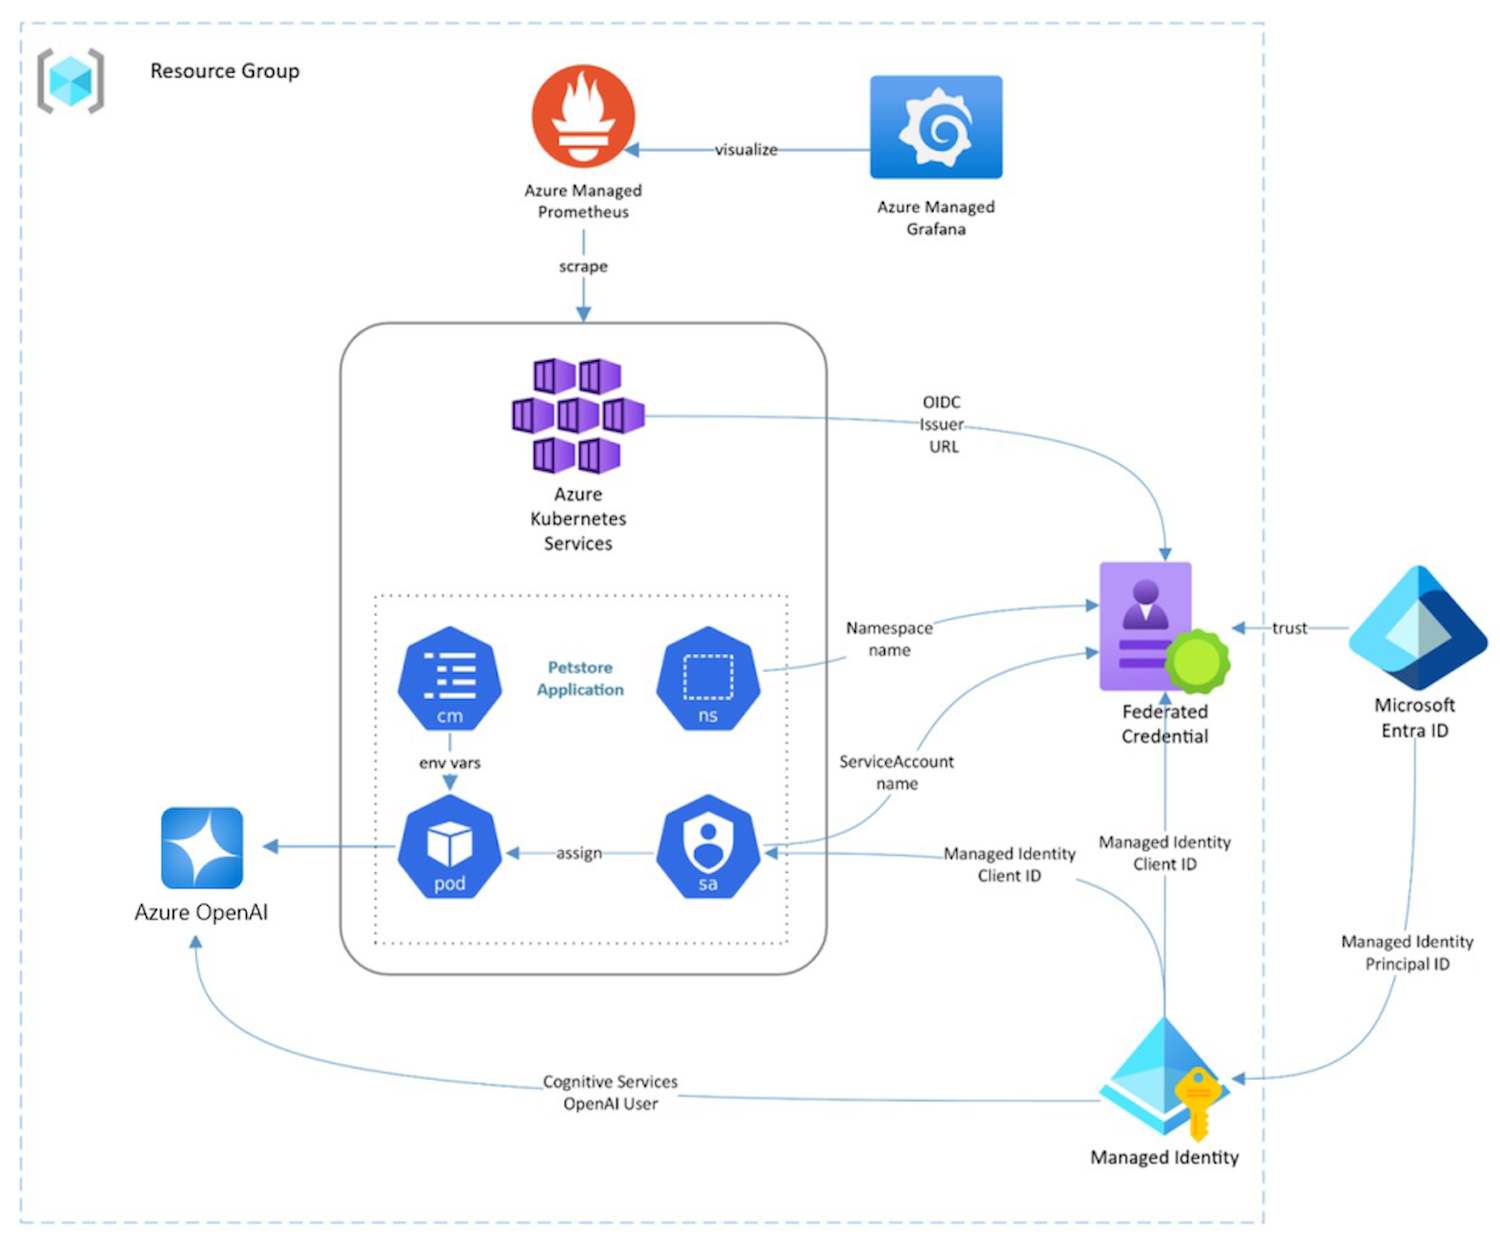 Resource Group
visualize
Azure Managed
Prometheus
Azure Managed
Grafana
scrape
OIDC
Issuer
URL
Azure
Kubernetes
Services
Petstore
Application
cm
ns
Namespace
name
trust
Federated
Credential
Microsoft
Entra ID
env vars
ServiceAccount
name
assign
pod
sa
Managed Identity
Client ID
Managed Identity
Client ID
Azure OpenAI
Managed Identity
Principal ID
Cognitive Services
OpenAI User
Managed Identity